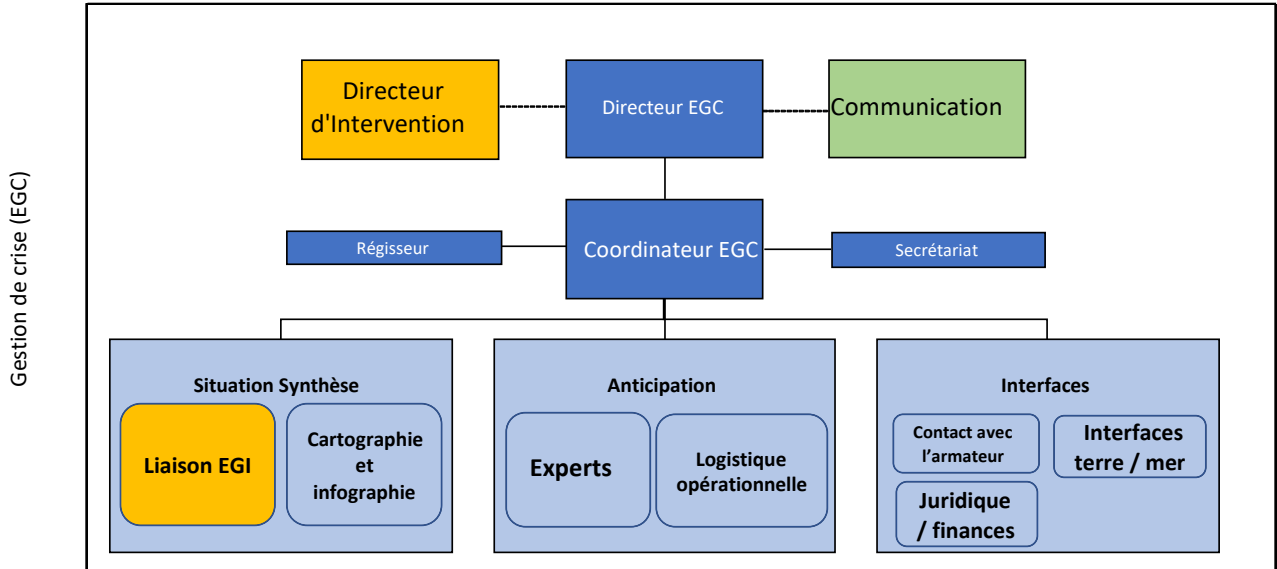 Gestion de crise (EGC)
Directeur
d'Intervention
Directeur EGC
Communication
Régisseur
Coordinateur EGC
Secrétariat
Situation Synthèse
Liaison EGI
Cartographie
et
infographie
Anticipation
Experts
Logistique
opérationnelle
Interfaces
Contact avec
l’armateur
Interfaces
terre / mer
Juridique
/ finances